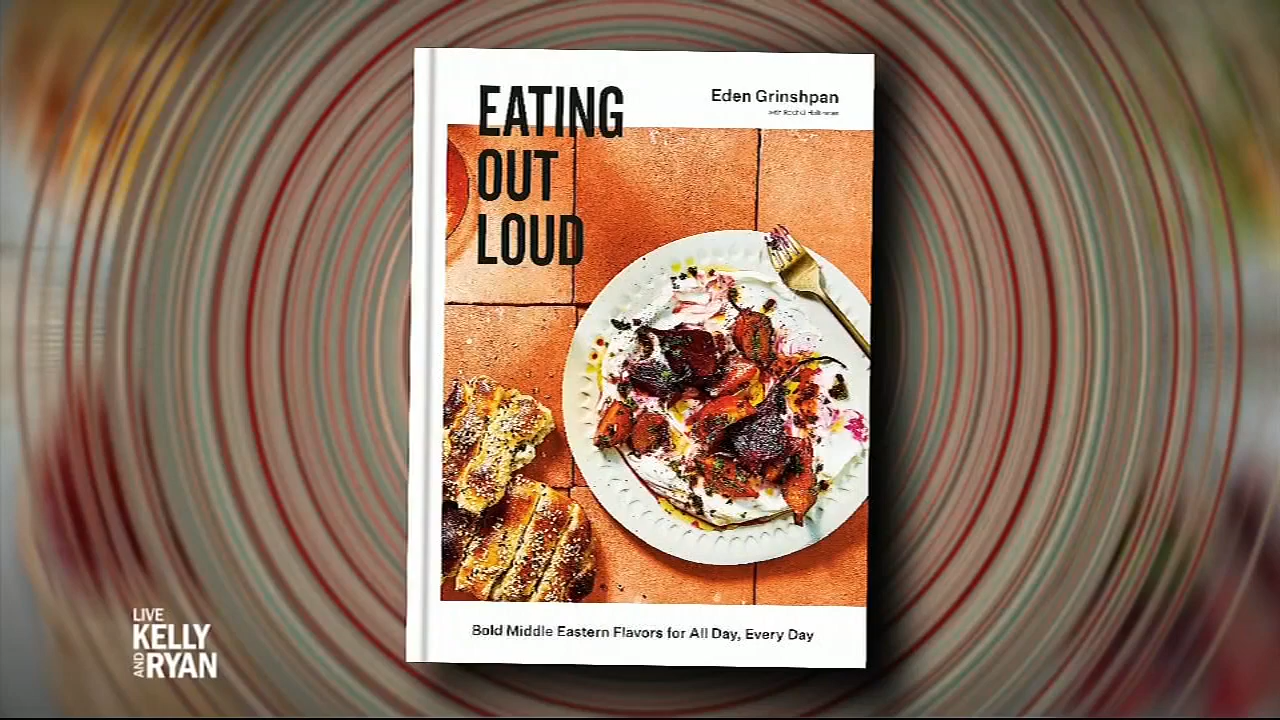 EATING
OUT
LOUD
Eden Grinshpan
Bold Middle Eastern Flavors for All Day, Every Day
LIVE
KELLY
AND RYAN